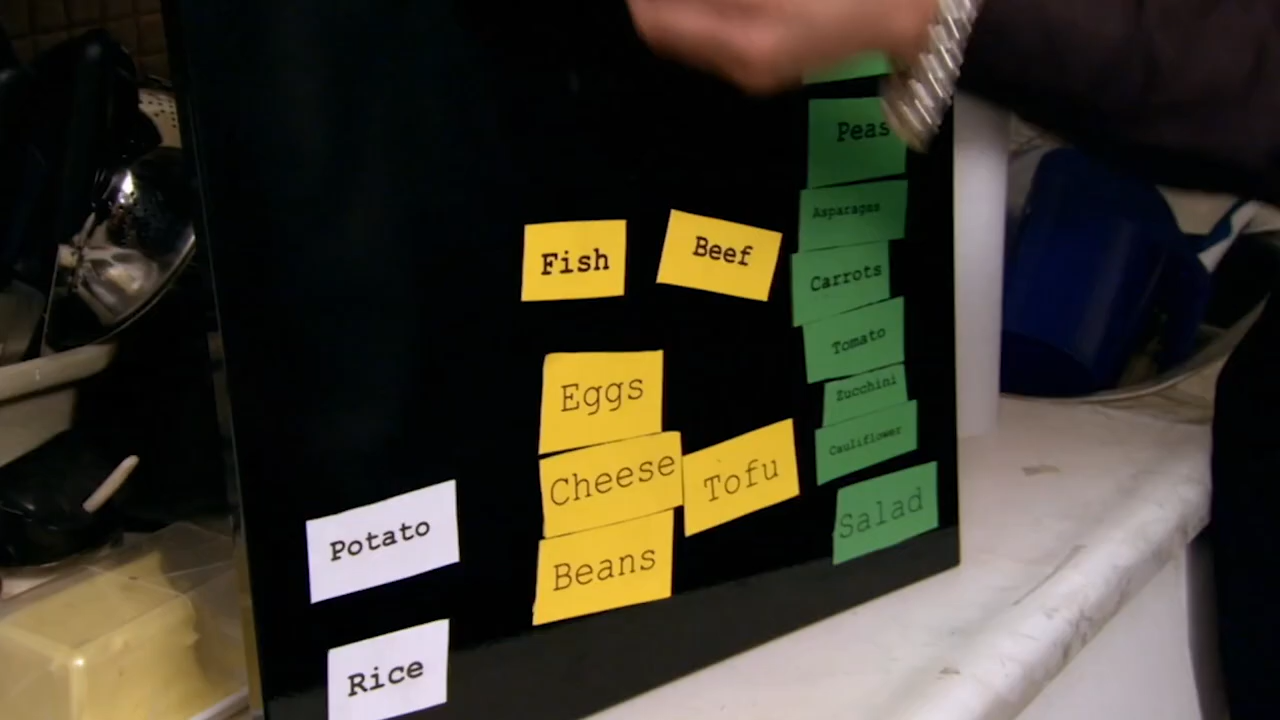 Peas
Asparagus
Fish
Beef
Carrots
Tomato
Eggs
Zucchini
Cauliflower
Cheese
Tofu
Salad
Potato
Beans
Rice